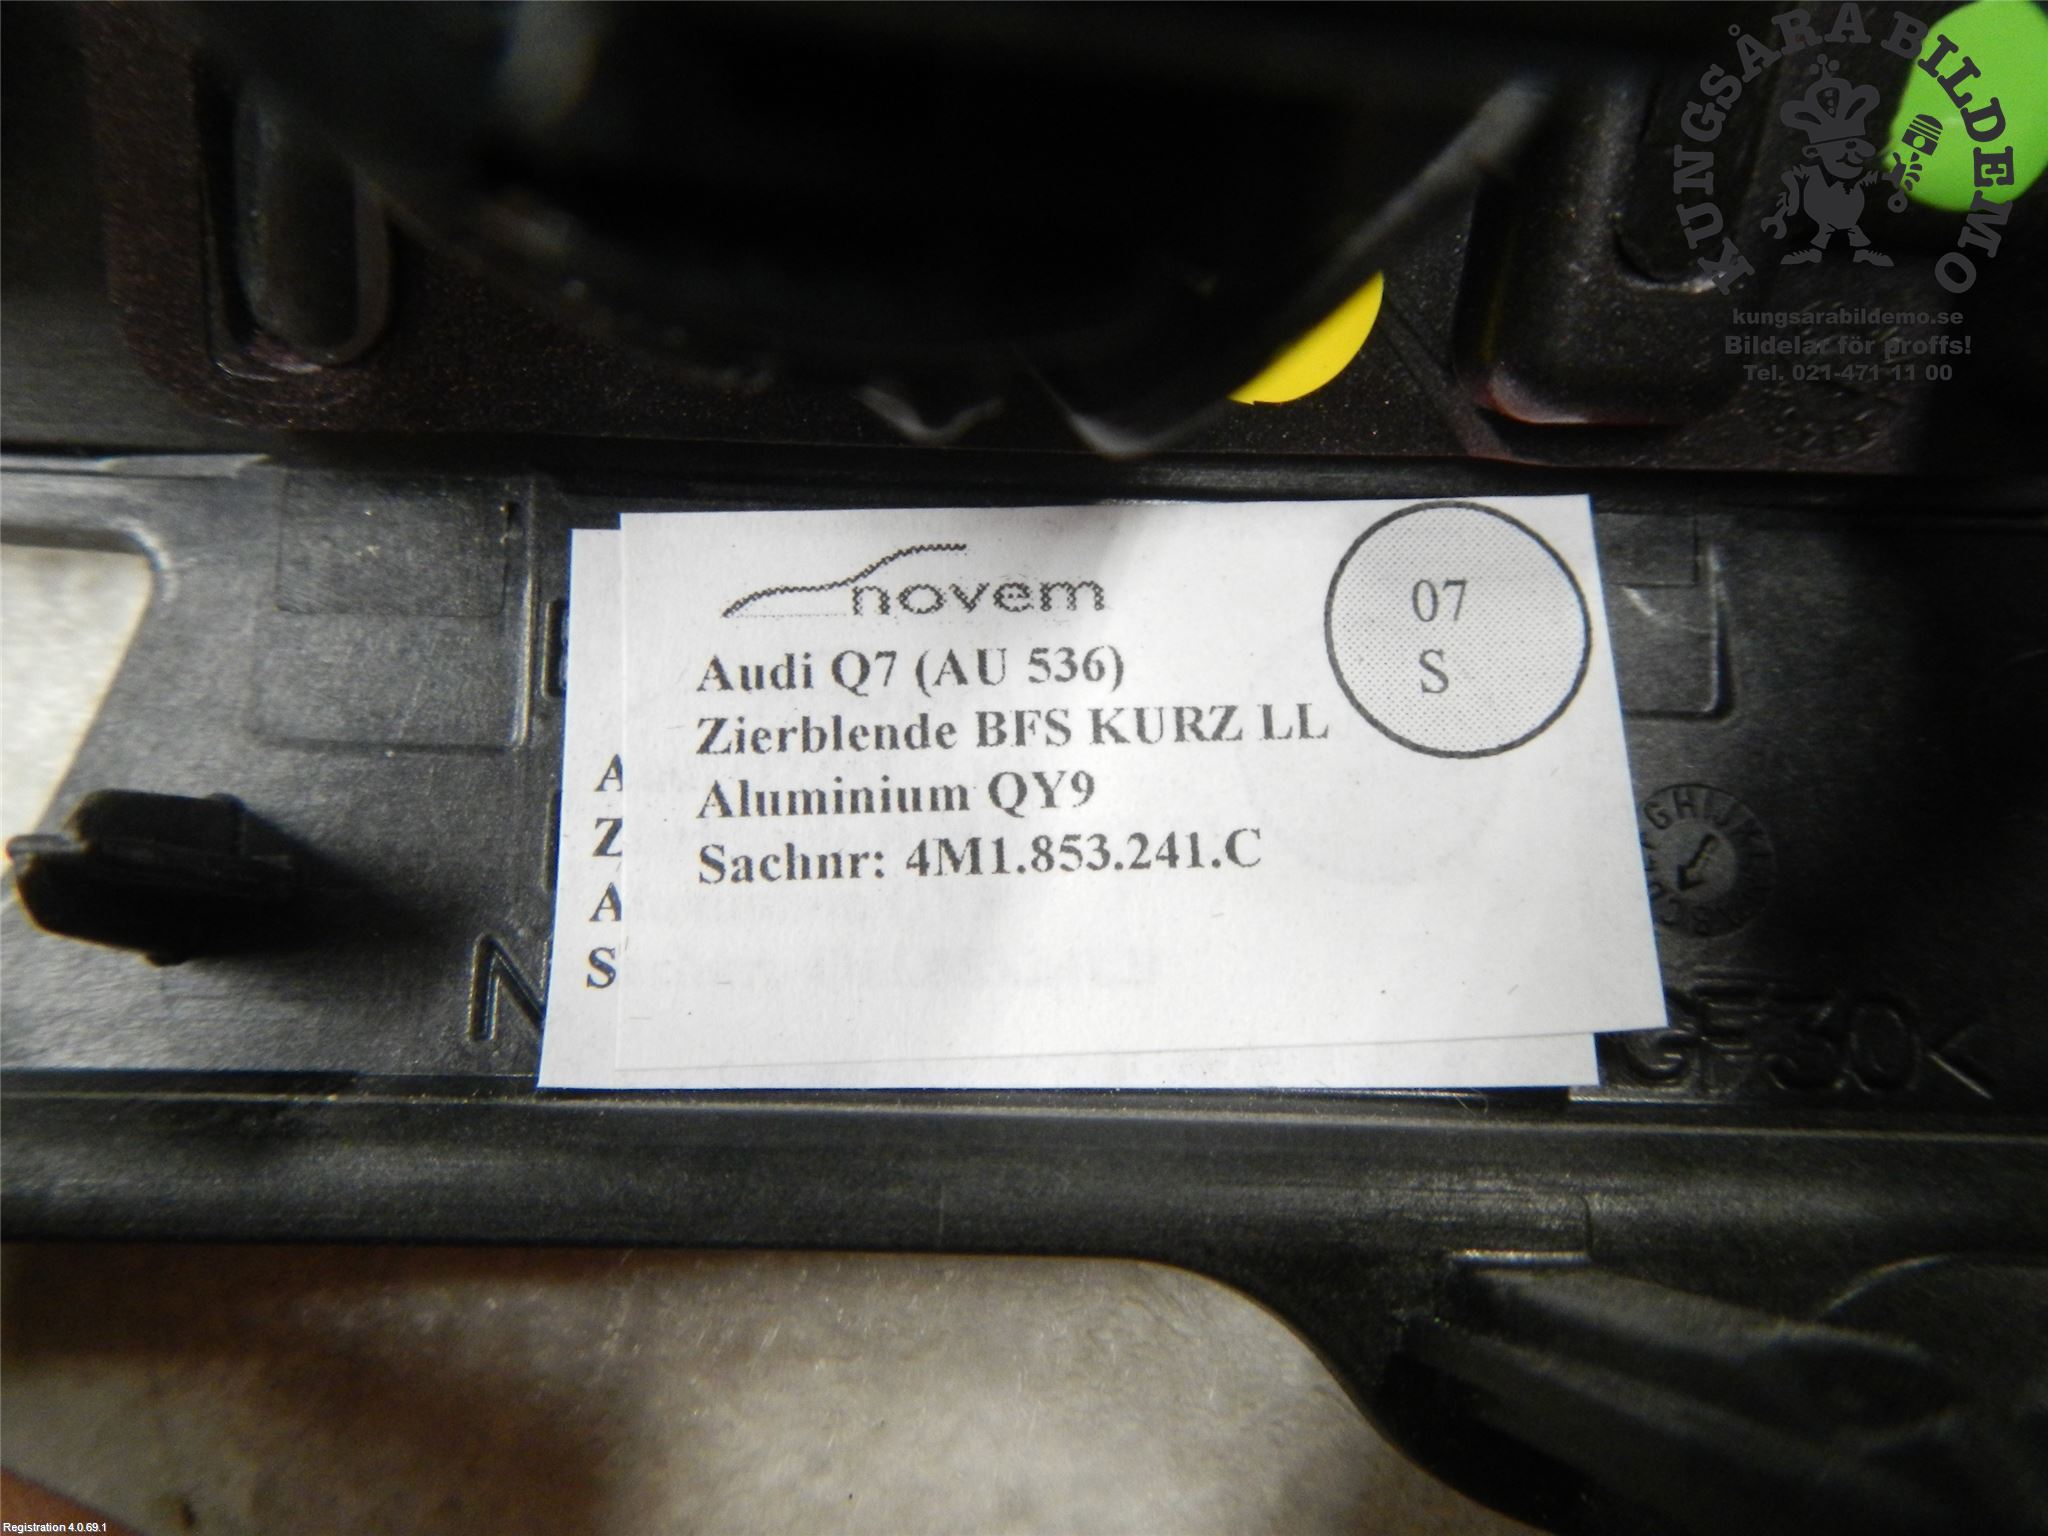 KUNGSÅRA BILDEMO
kungsarabildemo.se
Bildelar för proffs!
Tel. 021-471 11 00
novem
07
S
Audi Q7 (AU 536)
Zierblende BFS KURZ LL
Aluminium QY9
Sachnr: 4M1.853.241.C
A
Z
A
S
GF30<
Registration 4.0.69.1